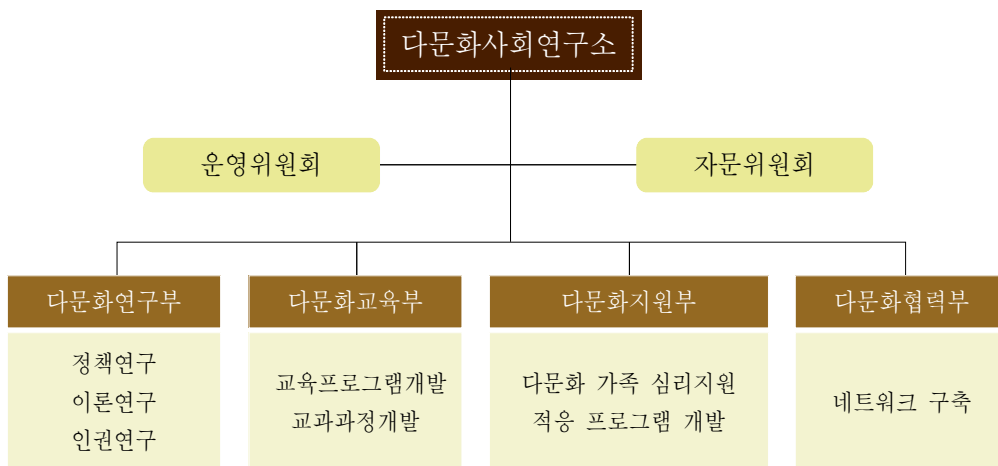 다문화사회연구소
운영위원회
자문위원회
다문화연구부
정책연구
이론연구
인권연구
다문화교육부
교육프로그램개발
교과과정개발
다문화지원부
다문화 가족 심리지원
적응 프로그램 개발
다문화협력부
네트워크 구축